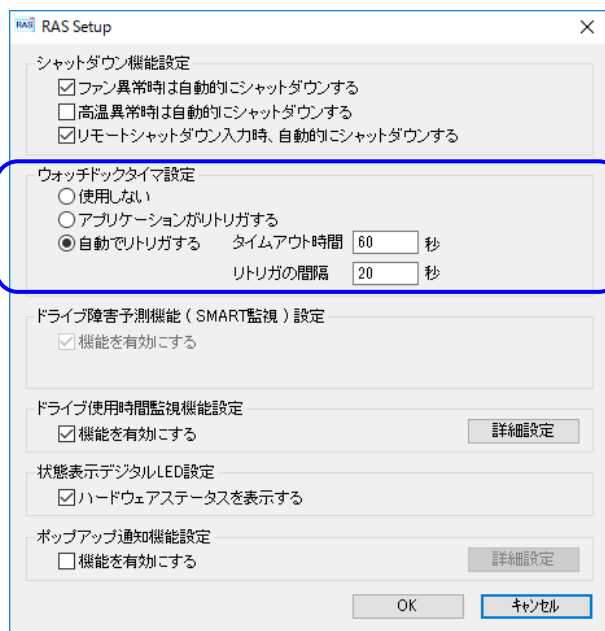 RAS RAS Setup
シャットダウン機能設定
ファン異常時は自動的にシャットダウンする
高温異常時は自動的にシャットダウンする
リモートシャットダウン入力時、自動的にシャットダウンする
ウォッチドックタイマ設定
使用しない
アプリケーションがリトリガする
自動でリトリガする タイムアウト時間 60 秒
リトリガの間隔 20 秒
ドライブ障害予測機能(SMART監視)設定
機能を有効にする
ドライブ使用時間監視機能設定
機能を有効にする 詳細設定
状態表示デジタルLED設定
ハードウェアステータスを表示する
ポップアップ通知機能設定
機能を有効にする 詳細設定
OK キャンセル